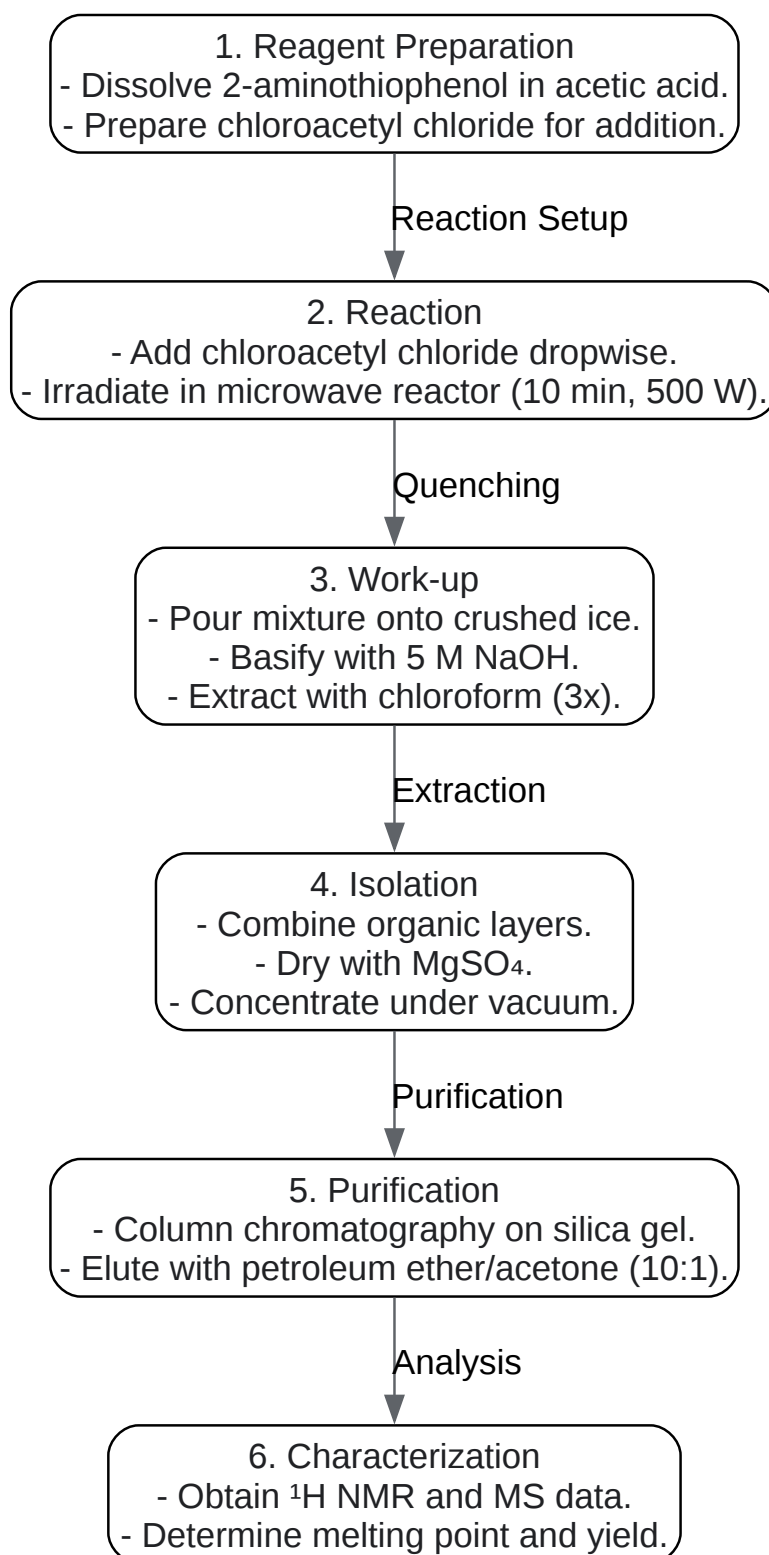 1. Reagent Preparation
- Dissolve 2-aminothiophenol in acetic acid.
- Prepare chloroacetyl chloride for addition.
Reaction Setup
2. Reaction
- Add chloroacetyl chloride dropwise.
- Irradiate in microwave reactor (10 min, 500 W).
Quenching
3. Work-up
- Pour mixture onto crushed ice.
- Basify with 5 M NaOH.
- Extract with chloroform (3x).
Extraction
4. Isolation
- Combine organic layers.
- Dry with MgSO₄.
- Concentrate under vacuum.
Purification
5. Purification
- Column chromatography on silica gel.
- Elute with petroleum ether/acetone (10:1).
Analysis
6. Characterization
- Obtain ¹H NMR and MS data.
- Determine melting point and yield.